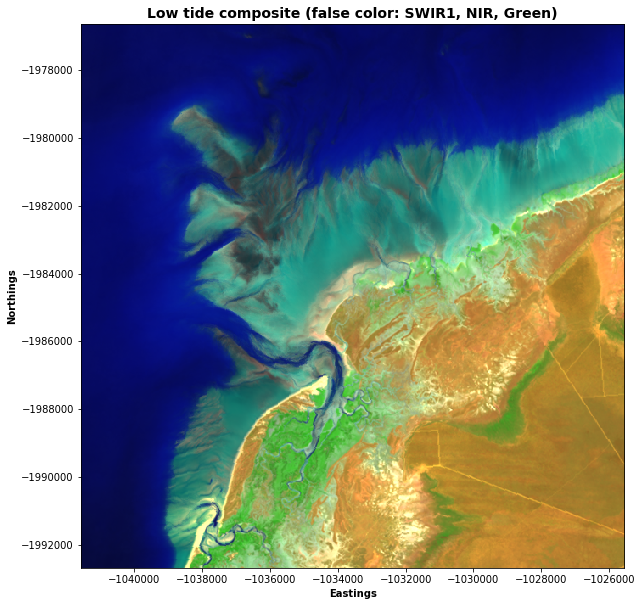 Low tide composite (false color: SWIR1, NIR, Green)
Northings
−1978000
−1980000
−1982000
−1984000
−1986000
−1988000
−1990000
−1992000
−1040000 −1038000 −1036000 −1034000 −1032000 −1030000 −1028000 −1026000
Eastings